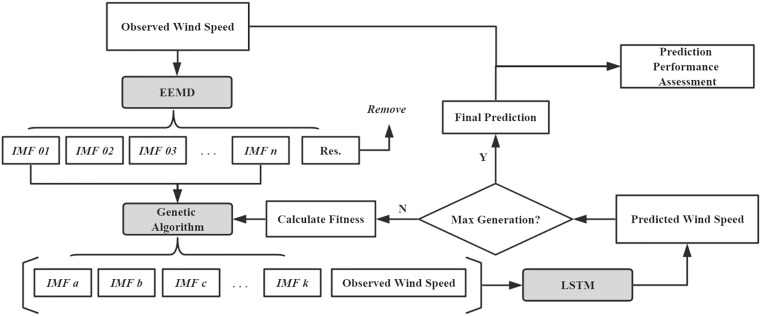 Observed Wind Speed
Prediction
Performance
Assessment
EEMD
Remove
Final Prediction
IMF 01
IMF 02
IMF 03
. . .
IMF n
Res.
Y
Genetic
Algorithm
Calculate Fitness
N
Max Generation?
Predicted Wind Speed
IMF a
IMF b
IMF c
. . .
IMF k
Observed Wind Speed
LSTM